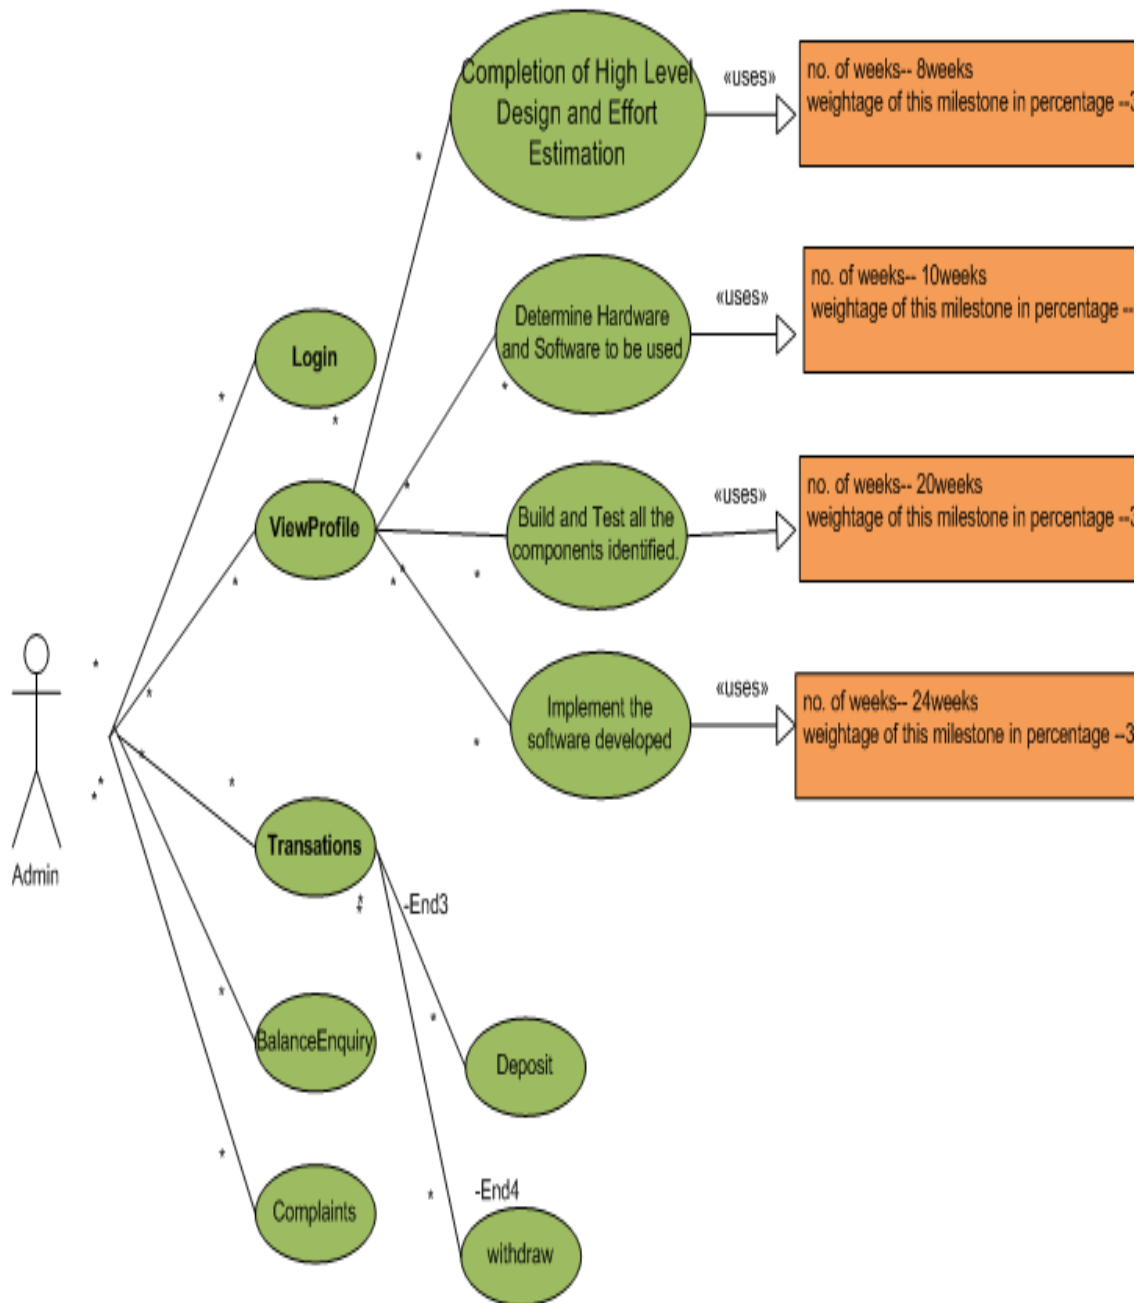 Completion of High Level
Design and Effort
Estimation
«uses»
no. of weeks-- 8weeks
weightage of this milestone in percentage --3
Determine Hardware
and Software to be used
«uses»
no. of weeks-- 10weeks
weightage of this milestone in percentage --
Login
*
*
*
*
ViewProfile
*
*
*
*
Build and Test all the
components identified.
«uses»
no. of weeks-- 20weeks
weightage of this milestone in percentage --3
*
*
*
Implement the
software developed
«uses»
no. of weeks-- 24weeks
weightage of this milestone in percentage --3
*
*
*
*
*
Admin
Transations
*
-End3
*
Deposit
*
BalanceEnquiry
*
Complaints
*
-End4
withdraw